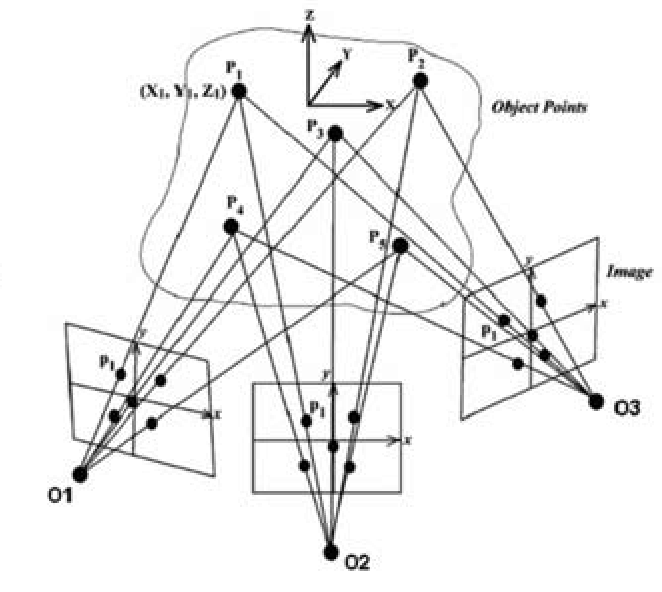 Z
Y
P₁
P₂
(X₁, Y₁, Z₁)
X
Object Points
P₃
P₄
P₅
y
Image
x
P₁
y
P₁
x
y
P₁
x
O3
O1
O2